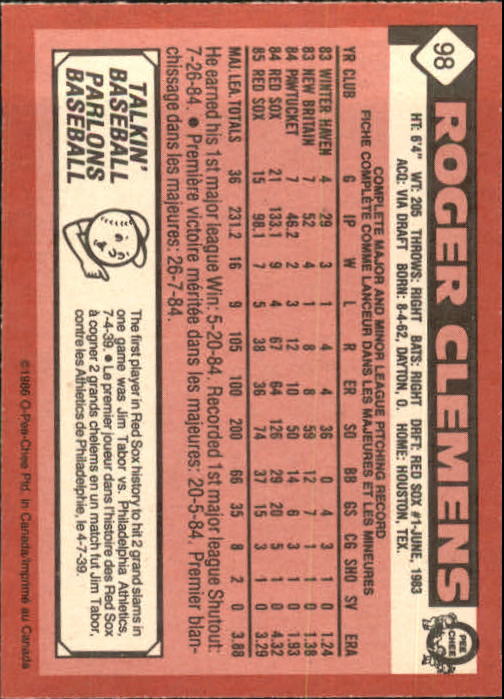 98
ROGER CLEMENS
O
PEE
CHEE
HT: 6'4" WT: 205 THROWS: RIGHT BATS: RIGHT DRFT: RED SOX #1-JUNE, 1983
ACQ: VIA DRAFT BORN: 8-4-62, DAYTON, O. HOME: HOUSTON, TEX.
COMPLETE MAJOR AND MINOR LEAGUE PITCHING RECORD
FICHE COMPLÈTE COMME LANCEUR DANS LES MAJEURES ET LES MINEURES
YR CLUB G IP W L R ER SO BB GS CG SHO SV ERA
83 WINTER HAVEN 4 29 3 1 4 4 36 0 4 3 1 0 1.24
83 NEW BRITAIN 7 52 4 1 8 8 59 12 7 1 1 0 1.38
84 PAWTUCKET 7 46.2 2 3 12 10 50 14 6 3 1 0 1.93
84 RED SOX 21 133.1 9 4 67 64 126 29 20 5 1 0 4.32
85 RED SOX 15 98.1 7 5 38 36 74 37 15 3 1 0 3.29
MAJ. LEA. TOTALS 36 231.2 16 9 105 100 200 66 35 8 2 0 3.88
He earned his 1st major league Win: 5-20-84. Recorded 1st major league Shutout:
7-26-84. ● Première victoire méritée dans les majeures: 20-5-84. Premier blan-
chissage dans les majeures: 26-7-84.
TALKIN'
BASEBALL
PARLONS
BASEBALL
The first player in Red Sox history to hit 2 grand slams in
one game was Jim Tabor vs. Philadelphia Athletics,
7-4-39. ● Le premier joueur dans l'histoire des Red Sox
à cogner 2 grands chelems en un match fut Jim Tabor,
contre les Athletics de Philadelphie, le 4-7-39.
©1986 O-Pee-Chee Ptd. in Canada/Imprimé au Canada